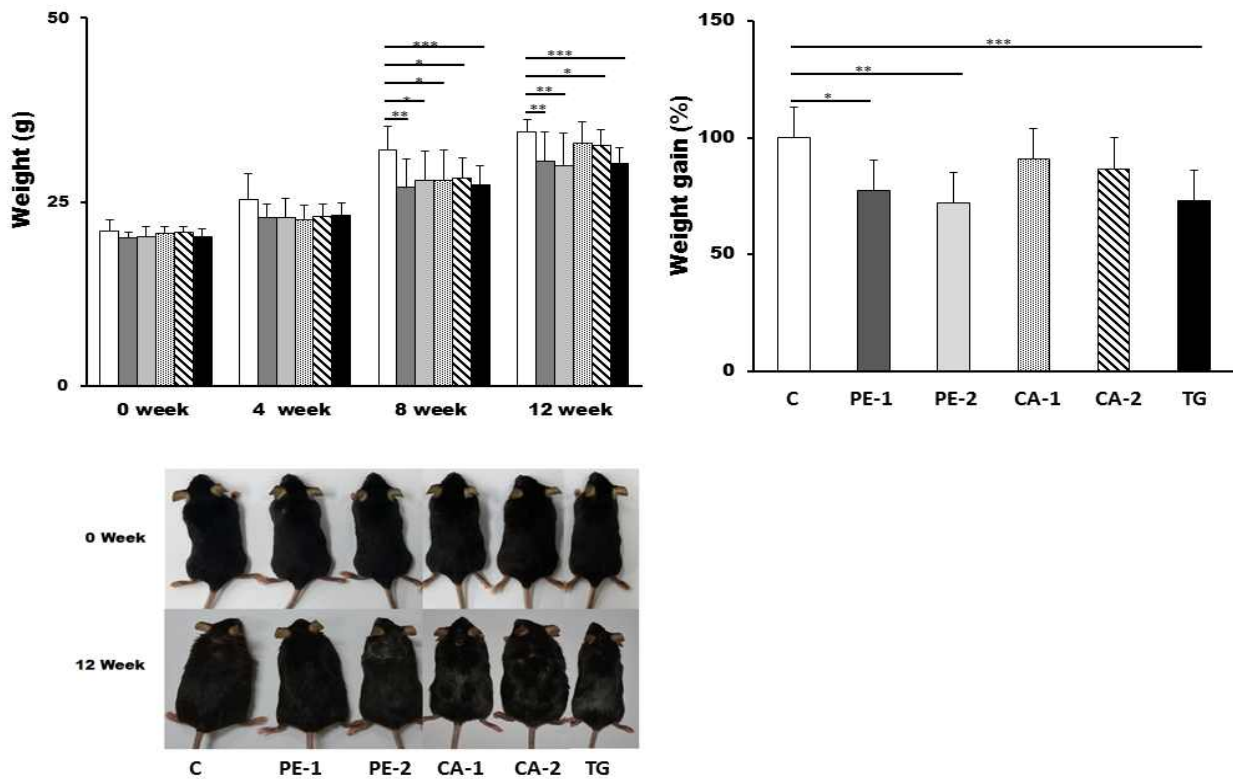 50
25
0
Weight (g)
***
*
*
*
**
***
*
**
**
0 week 4 week 8 week 12 week
150
100
50
0
Weight gain (%)
***
**
*
C PE-1 PE-2 CA-1 CA-2 TG
0 Week
12 Week
C PE-1 PE-2 CA-1 CA-2 TG